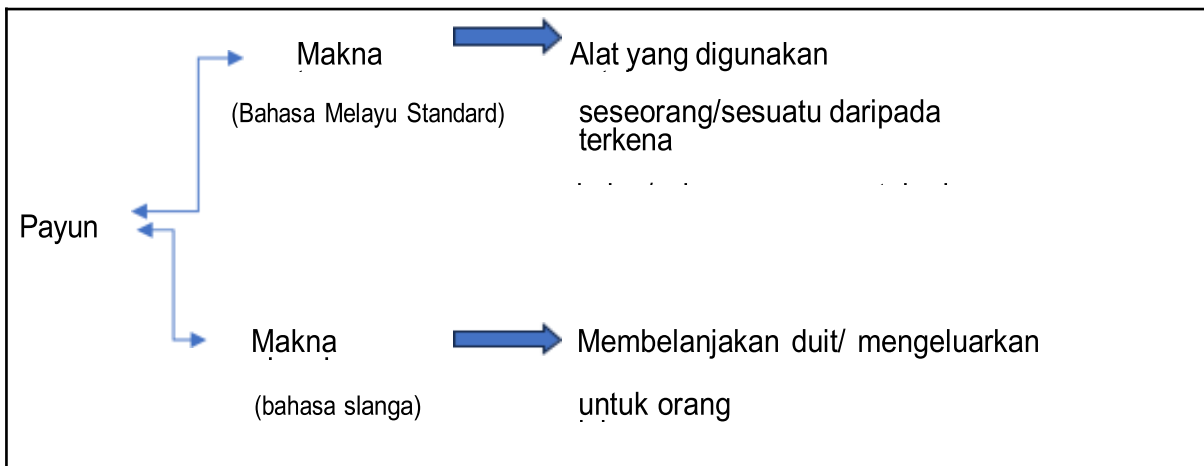 Makna
Alat yang digunakan
(Bahasa Melayu Standard)
seseorang/sesuatu daripada
terkena
Payun
Makna
Membelanjakan duit/ mengeluarkan
(bahasa slanga)
untuk orang